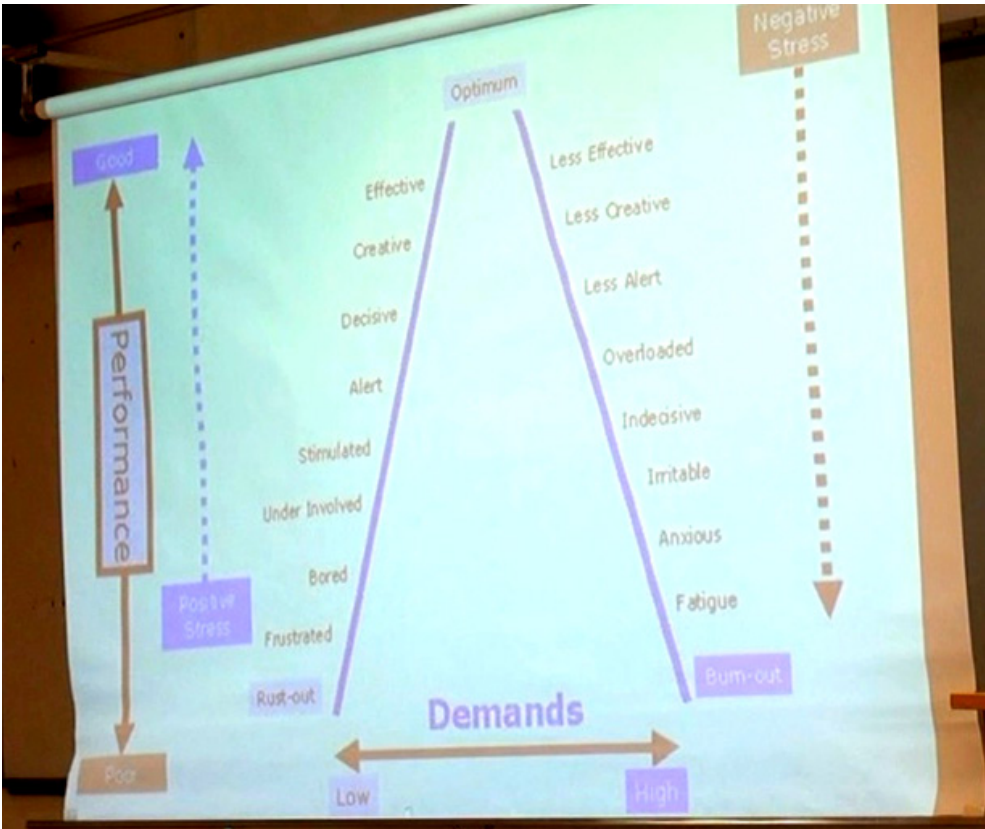 Negative
Stress
Optimum
Good
Less Effective
Effective
Less Creative
Creative
Less Alert
Decisive
Overloaded
Alert
Indecisive
Stimulated
Irritable
Under Involved
Anxious
Performance
Bored
Fatigue
Positive
Stress
Frustrated
Burn-out
Rust-out
Demands
Poor
Low
High